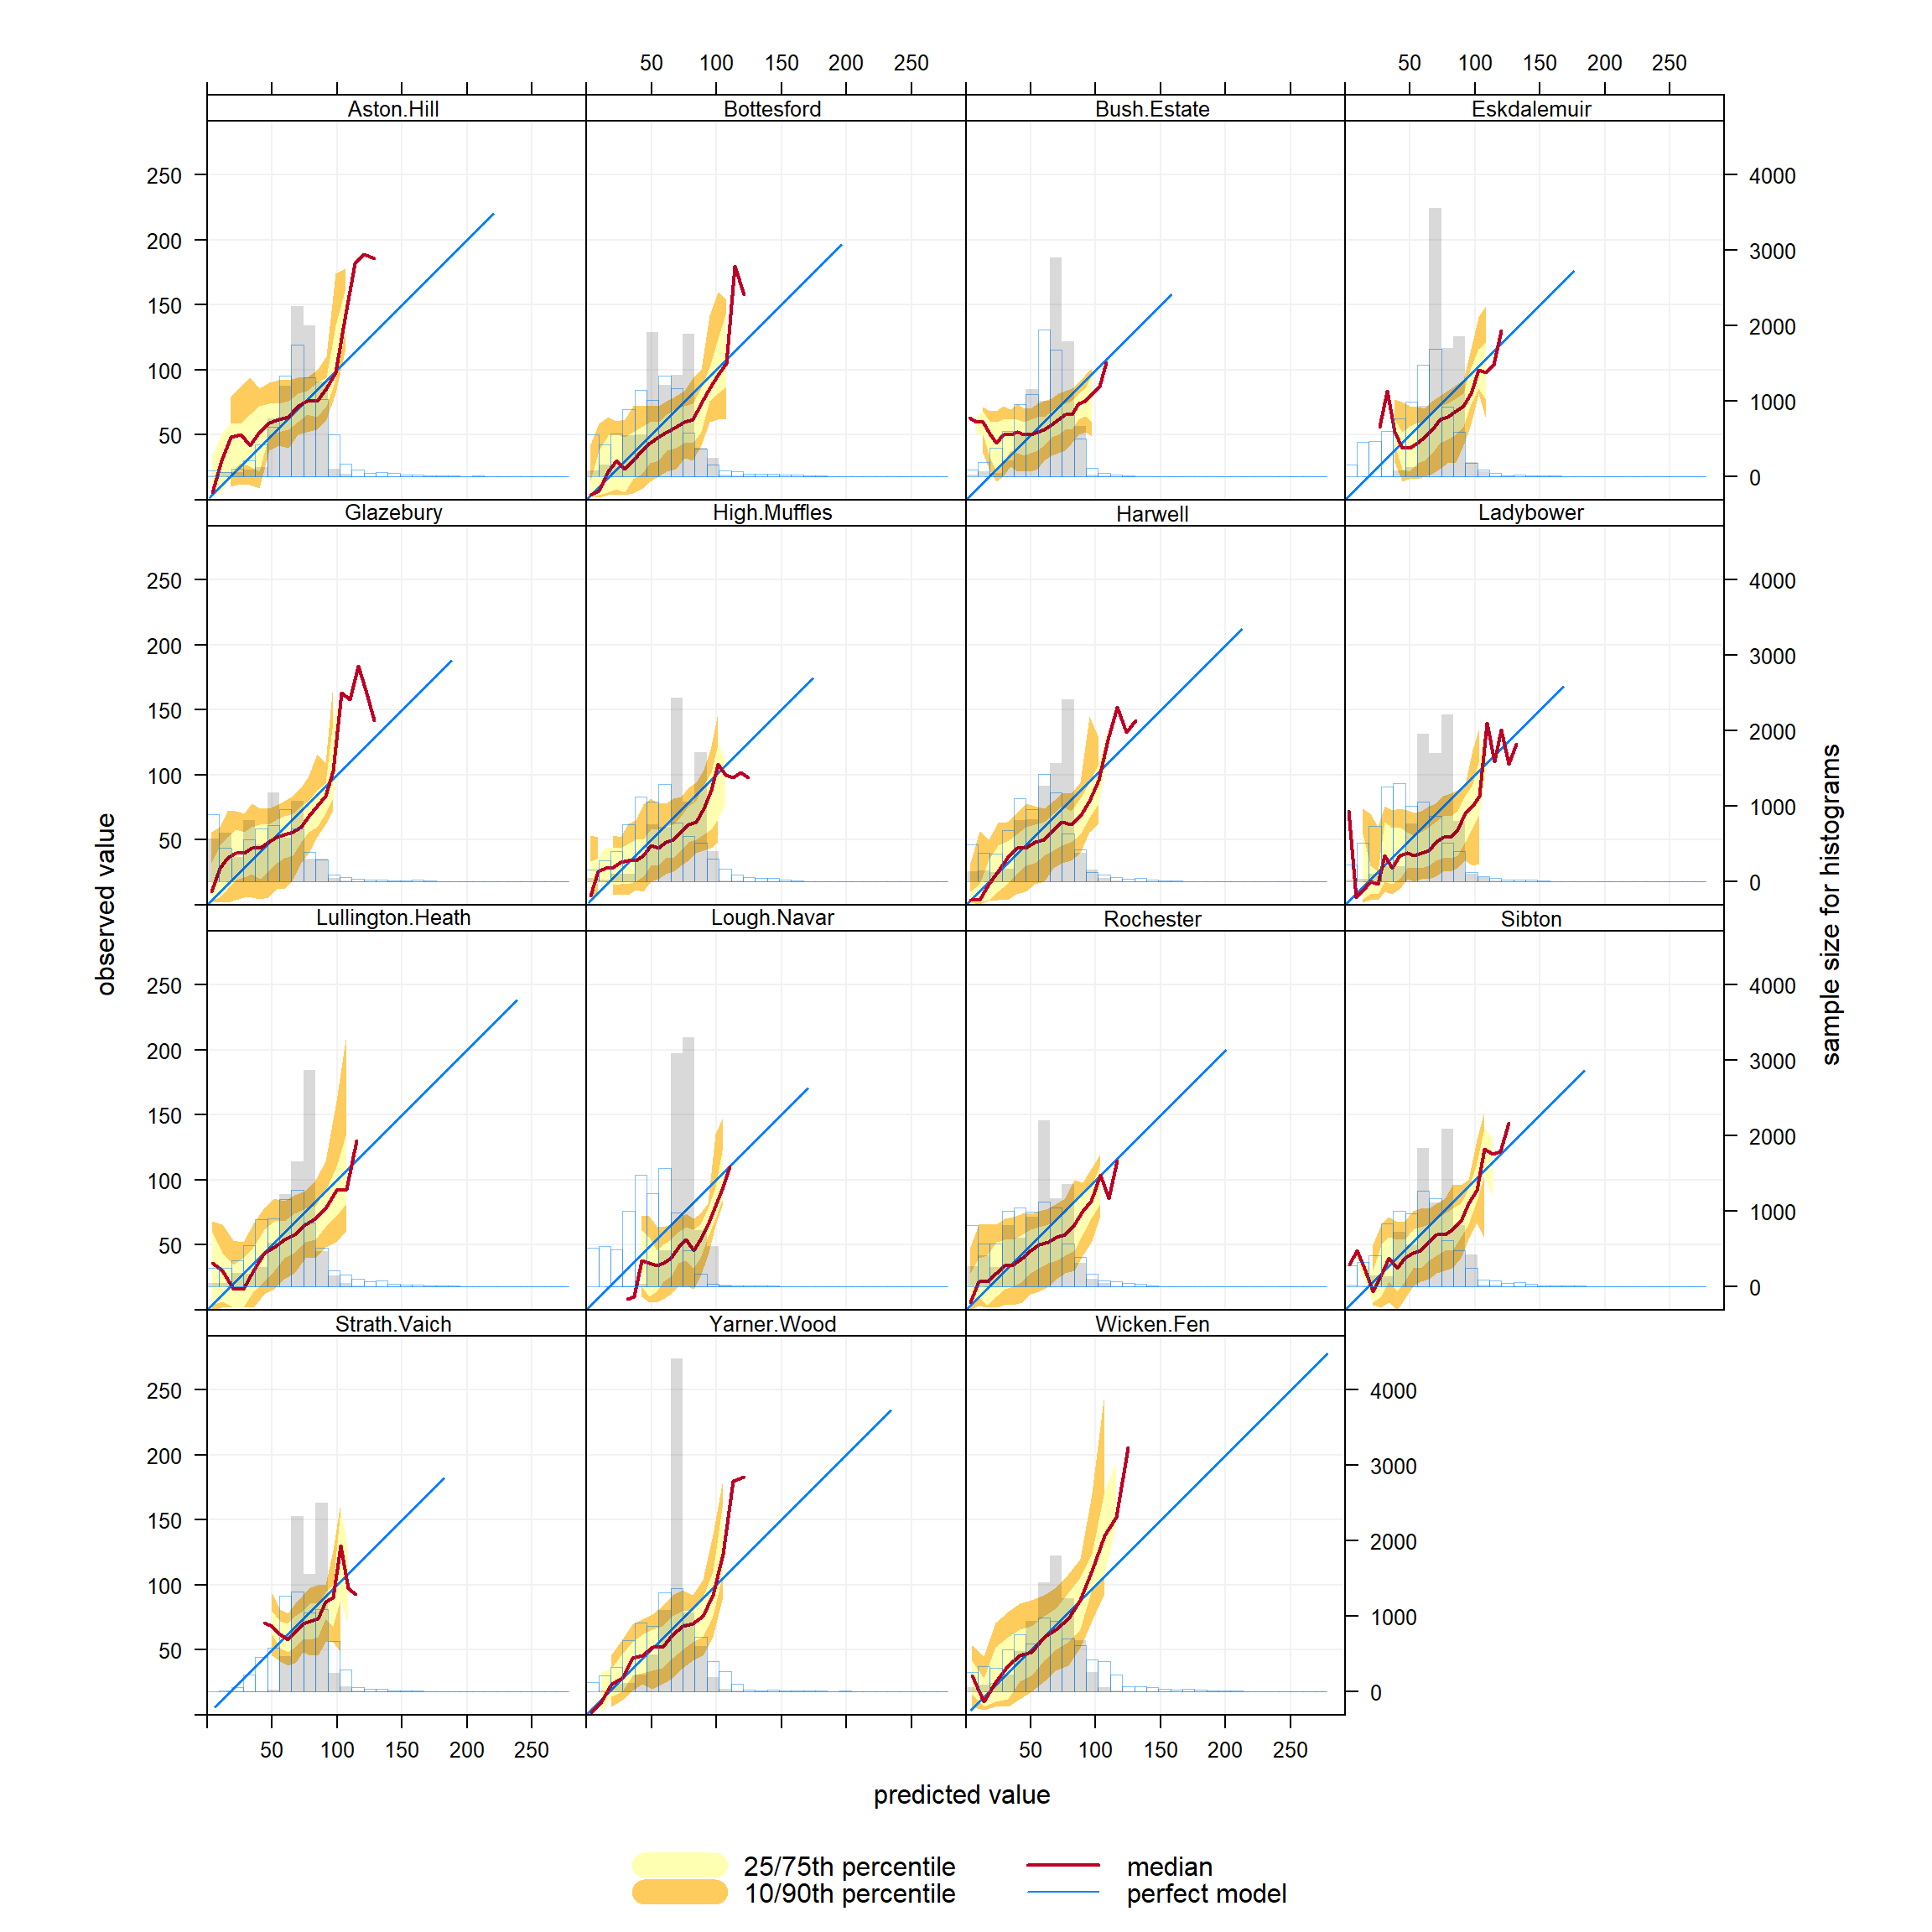 50 100 150 200 250 50 100 150 200 250
Aston.Hill Bottesford Bush.Estate Eskdalemuir
250 4000
200 3000
150 2000
100 1000
50 0
Glazebury High.Muffles Harwell Ladybower
250 4000
200 3000
150 2000
100 1000
50 0
observed value
sample size for histograms
Lullington.Heath Lough.Navar Rochester Sibton
250 4000
200 3000
150 2000
100 1000
50 0
Strath.Vaich Yarner.Wood Wicken.Fen
250 4000
200 3000
150 2000
100 1000
50 0
50 100 150 200 250 50 100 150 200 250
predicted value
25/75th percentile median
10/90th percentile perfect model